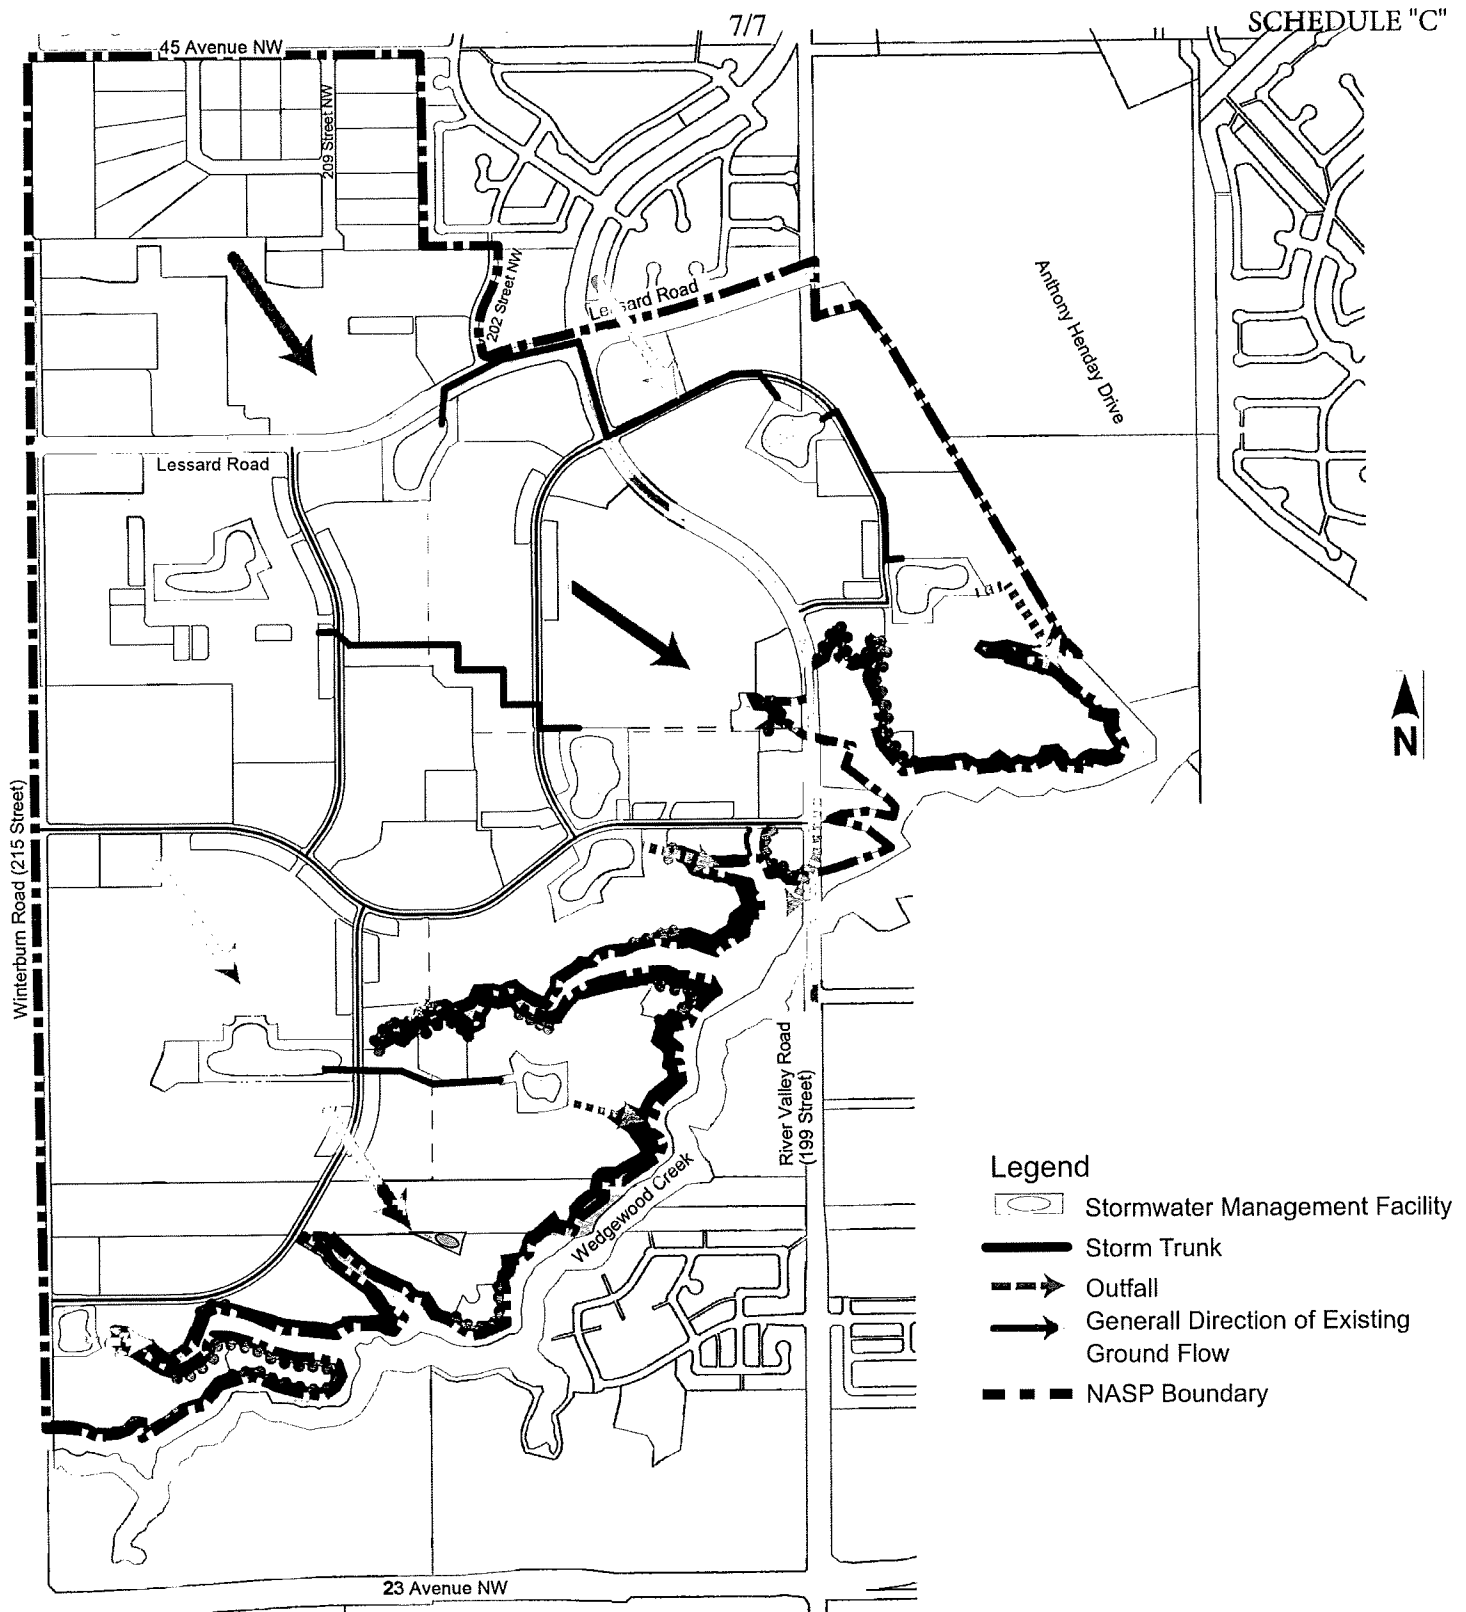 7/7
SCHEDULE "C"
45 Avenue NW
209 Street NW
202 Street NW
Lessard Road
Anthony Henday Drive
Lessard Road
Winterburn Road (215 Street)
River Valley Road
(199 Street)
Wedgewood Creek
N
Legend
Stormwater Management Facility
Storm Trunk
Outfall
Generall Direction of Existing
Ground Flow
NASP Boundary
23 Avenue NW